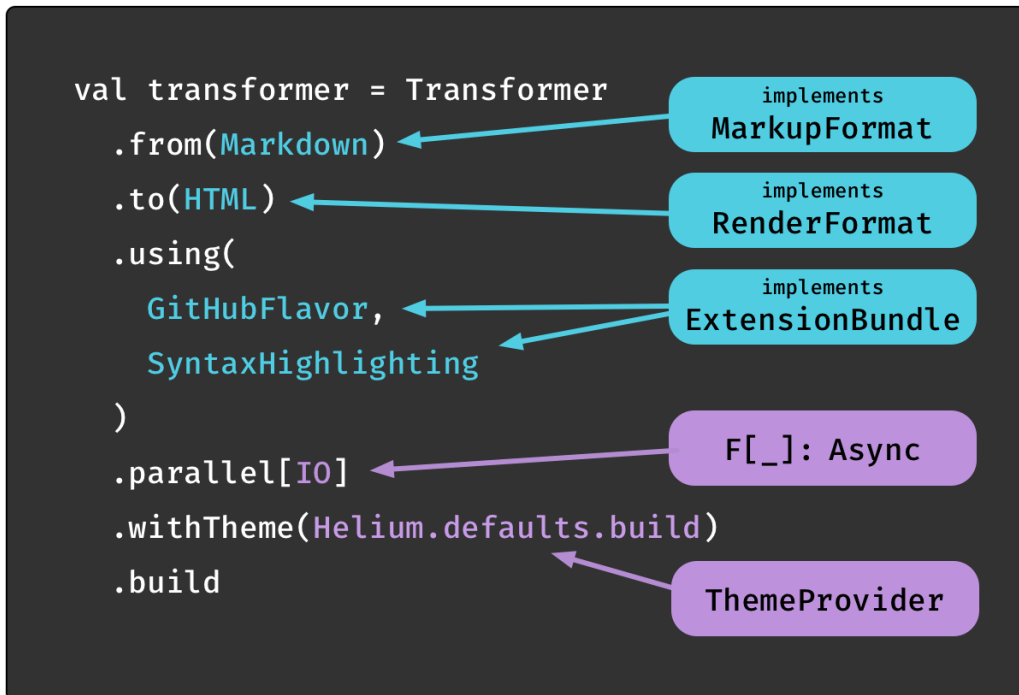 val transformer = Transformer
.from(Markdown)
.to(HTML)
.using(
GitHubFlavor,
SyntaxHighlighting
)
.parallel[IO]
.withTheme(Helium.defaults.build)
.build
implements
MarkupFormat
implements
RenderFormat
implements
ExtensionBundle
F[_]: Async
ThemeProvider